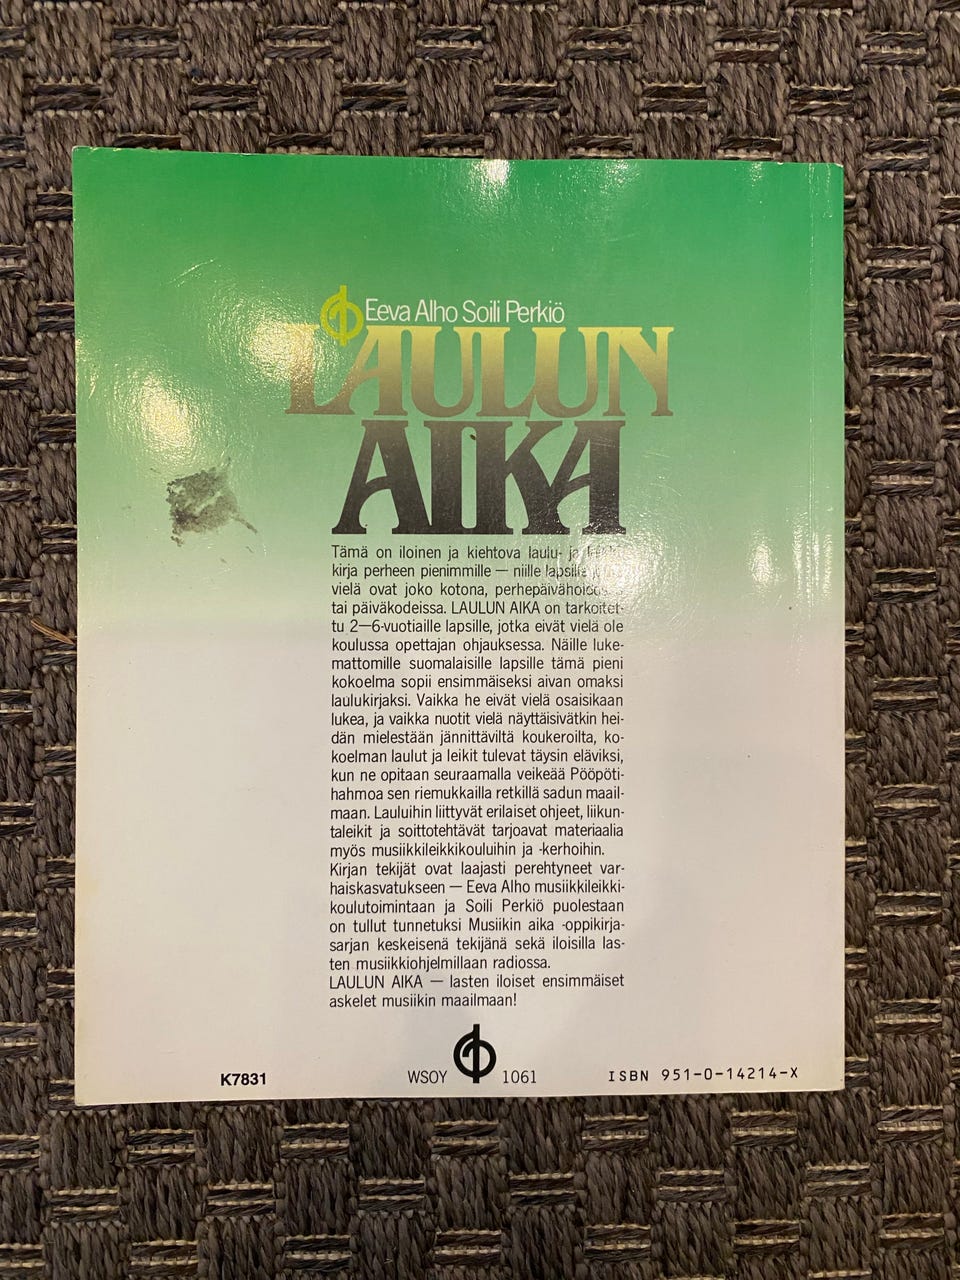 Eeva Alho Soili Perkiö
LAULUN
AIKA
Tämä on iloinen ja kiehtova laulu- ja
kirja perheen pienimmille — niille lapsille
vielä ovat joko kotona, perhepäivähoidossa
tai päiväkodeissa. LAULUN AIKA on tarkoitet-
tu 2—6-vuotiaille lapsille, jotka eivät vielä ole
koulussa opettajan ohjauksessa. Näille luke-
mattomille suomalaisille lapsille tämä pieni
kokoelma sopii ensimmäiseksi aivan omaksi
laulukirjaksi. Vaikka he eivät vielä osaisikaan
lukea, ja vaikka nuotit vielä näyttäisivätkin hei-
dän mielestään jännittäviltä koukeroilta, ko-
koelman laulut ja leikit tulevat täysin eläviksi,
kun ne opitaan seuraamalla veikeää Pööpöti-
hahmoa sen riemukkailla retkillä sadun maail-
maan. Lauluihin liittyvät erilaiset ohjeet, liikun-
taleikit ja soittotehtävät tarjoavat materiaalia
myös musiikkileikkikouluihin ja -kerhoihin.
Kirjan tekijät ovat laajasti perehtyneet var-
haiskasvatukseen — Eeva Alho musiikkileikki-
koulutoimintaan ja Soili Perkiö puolestaan
on tullut tunnetuksi Musiikin aika -oppikirja-
sarjan keskeisenä tekijänä sekä iloisilla las-
ten musiikkiohjelmillaan radiossa.
LAULUN AIKA — lasten iloiset ensimmäiset
askelet musiikin maailmaan!
K7831
WSOY 1061
ISBN 951-0-14214-X